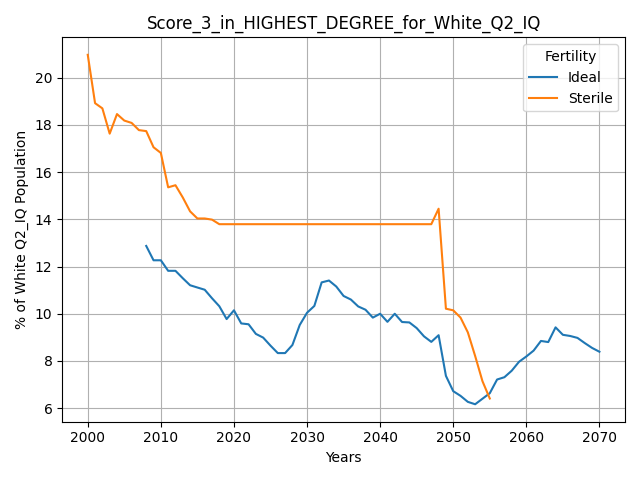 Score_3_in_HIGHEST_DEGREE_for_White_Q2_IQ
Fertility
Ideal
Sterile
% of White Q2_IQ Population
20
18
16
14
12
10
8
6
2000 2010 2020 2030 2040 2050 2060 2070
Years